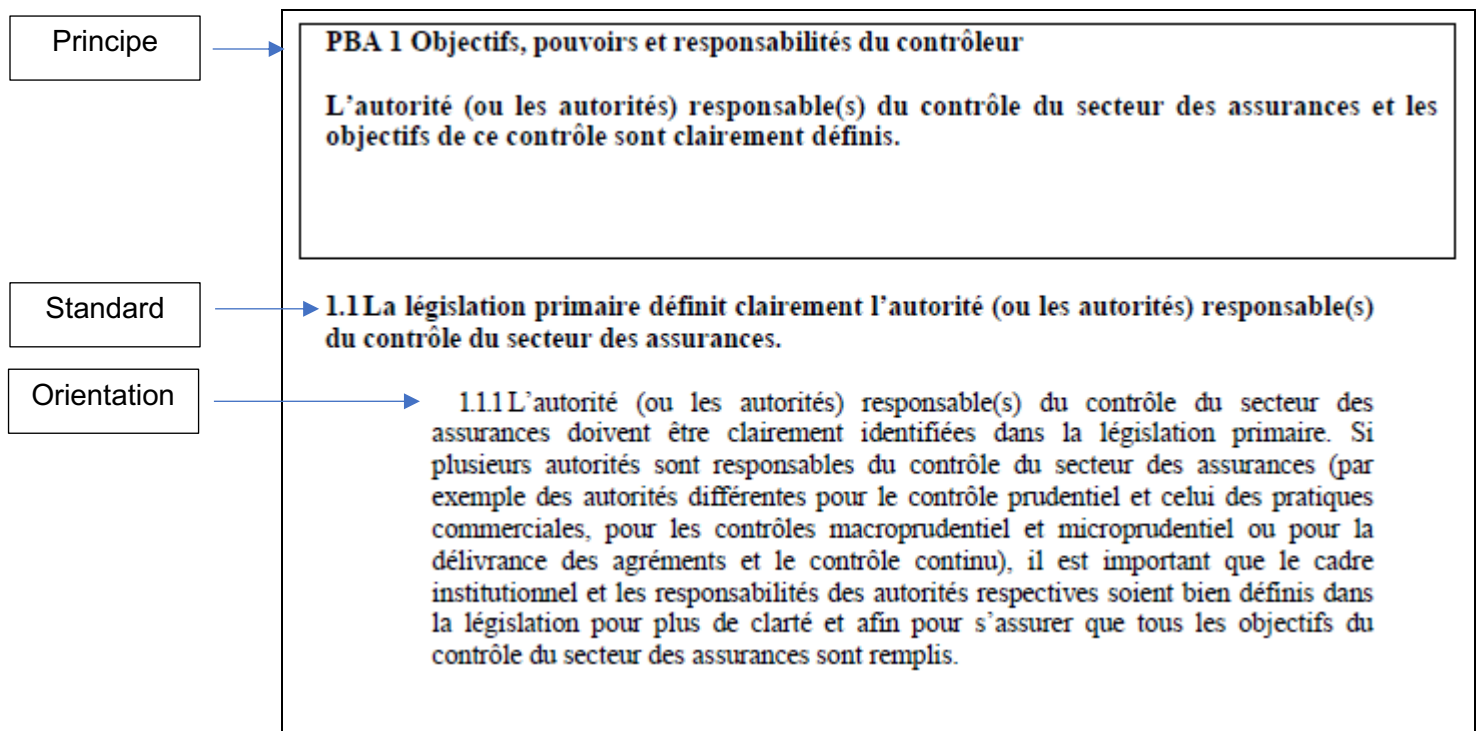 Principe
PBA 1 Objectifs, pouvoirs et responsabilités du contrôleur
L'autorité (ou les autorités) responsable(s) du contrôle du secteur des assurances et les
objectifs de ce contrôle sont clairement définis.
Standard
1.1 La législation primaire définit clairement l'autorité (ou les autorités) responsable(s)
du contrôle du secteur des assurances.
Orientation
1.1.1 L'autorité (ou les autorités) responsable(s) du contrôle du secteur des
assurances doivent être clairement identifiées dans la législation primaire. Si
plusieurs autorités sont responsables du contrôle du secteur des assurances (par
exemple des autorités différentes pour le contrôle prudentiel et celui des pratiques
commerciales, pour les contrôles macroprudentiel et microprudentiel ou pour la
délivrance des agréments et le contrôle continu), il est important que le cadre
institutionnel et les responsabilités des autorités respectives soient bien définis dans
la législation pour plus de clarté et afin pour s'assurer que tous les objectifs du
contrôle du secteur des assurances sont remplis.